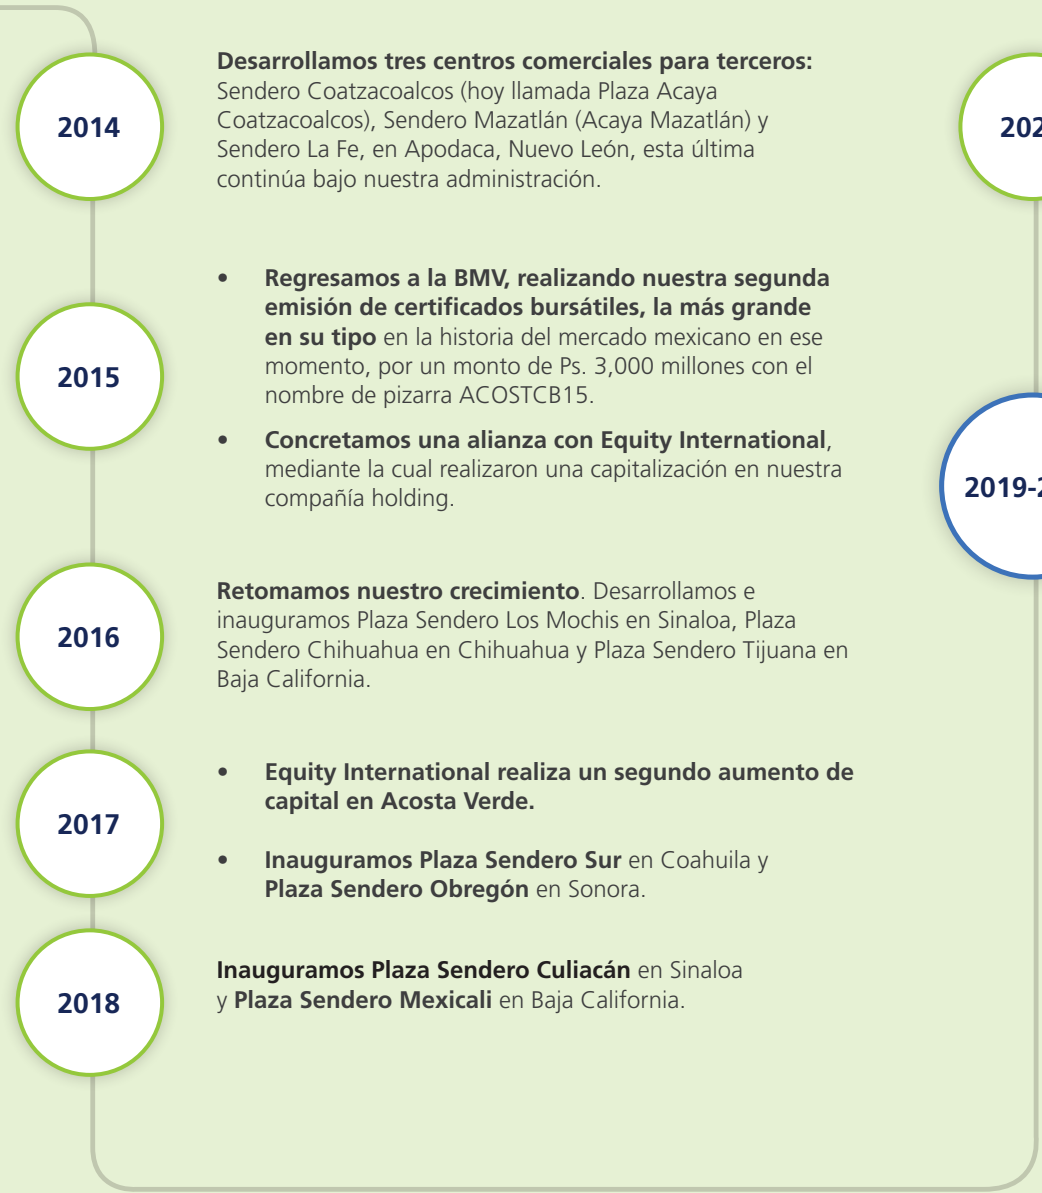 2014
Desarrollamos tres centros comerciales para terceros:
Sendero Coatzacoalcos (hoy llamada Plaza Acaya
Coatzacoalcos), Sendero Mazatlán (Acaya Mazatlán) y
Sendero La Fe, en Apodaca, Nuevo León, esta última
continúa bajo nuestra administración.
2015
• Regresamos a la BMV, realizando nuestra segunda
emisión de certificados bursátiles, la más grande
en su tipo en la historia del mercado mexicano en ese
momento, por un monto de Ps. 3,000 millones con el
nombre de pizarra ACOSTCB15.
• Concretamos una alianza con Equity International,
mediante la cual realizaron una capitalización en nuestra
compañía holding.
2016
Retomamos nuestro crecimiento. Desarrollamos e
inauguramos Plaza Sendero Los Mochis en Sinaloa, Plaza
Sendero Chihuahua en Chihuahua y Plaza Sendero Tijuana en
Baja California.
2017
• Equity International realiza un segundo aumento de
capital en Acosta Verde.
• Inauguramos Plaza Sendero Sur en Coahuila y
Plaza Sendero Obregón en Sonora.
2018
Inauguramos Plaza Sendero Culiacán en Sinaloa
y Plaza Sendero Mexicali en Baja California.